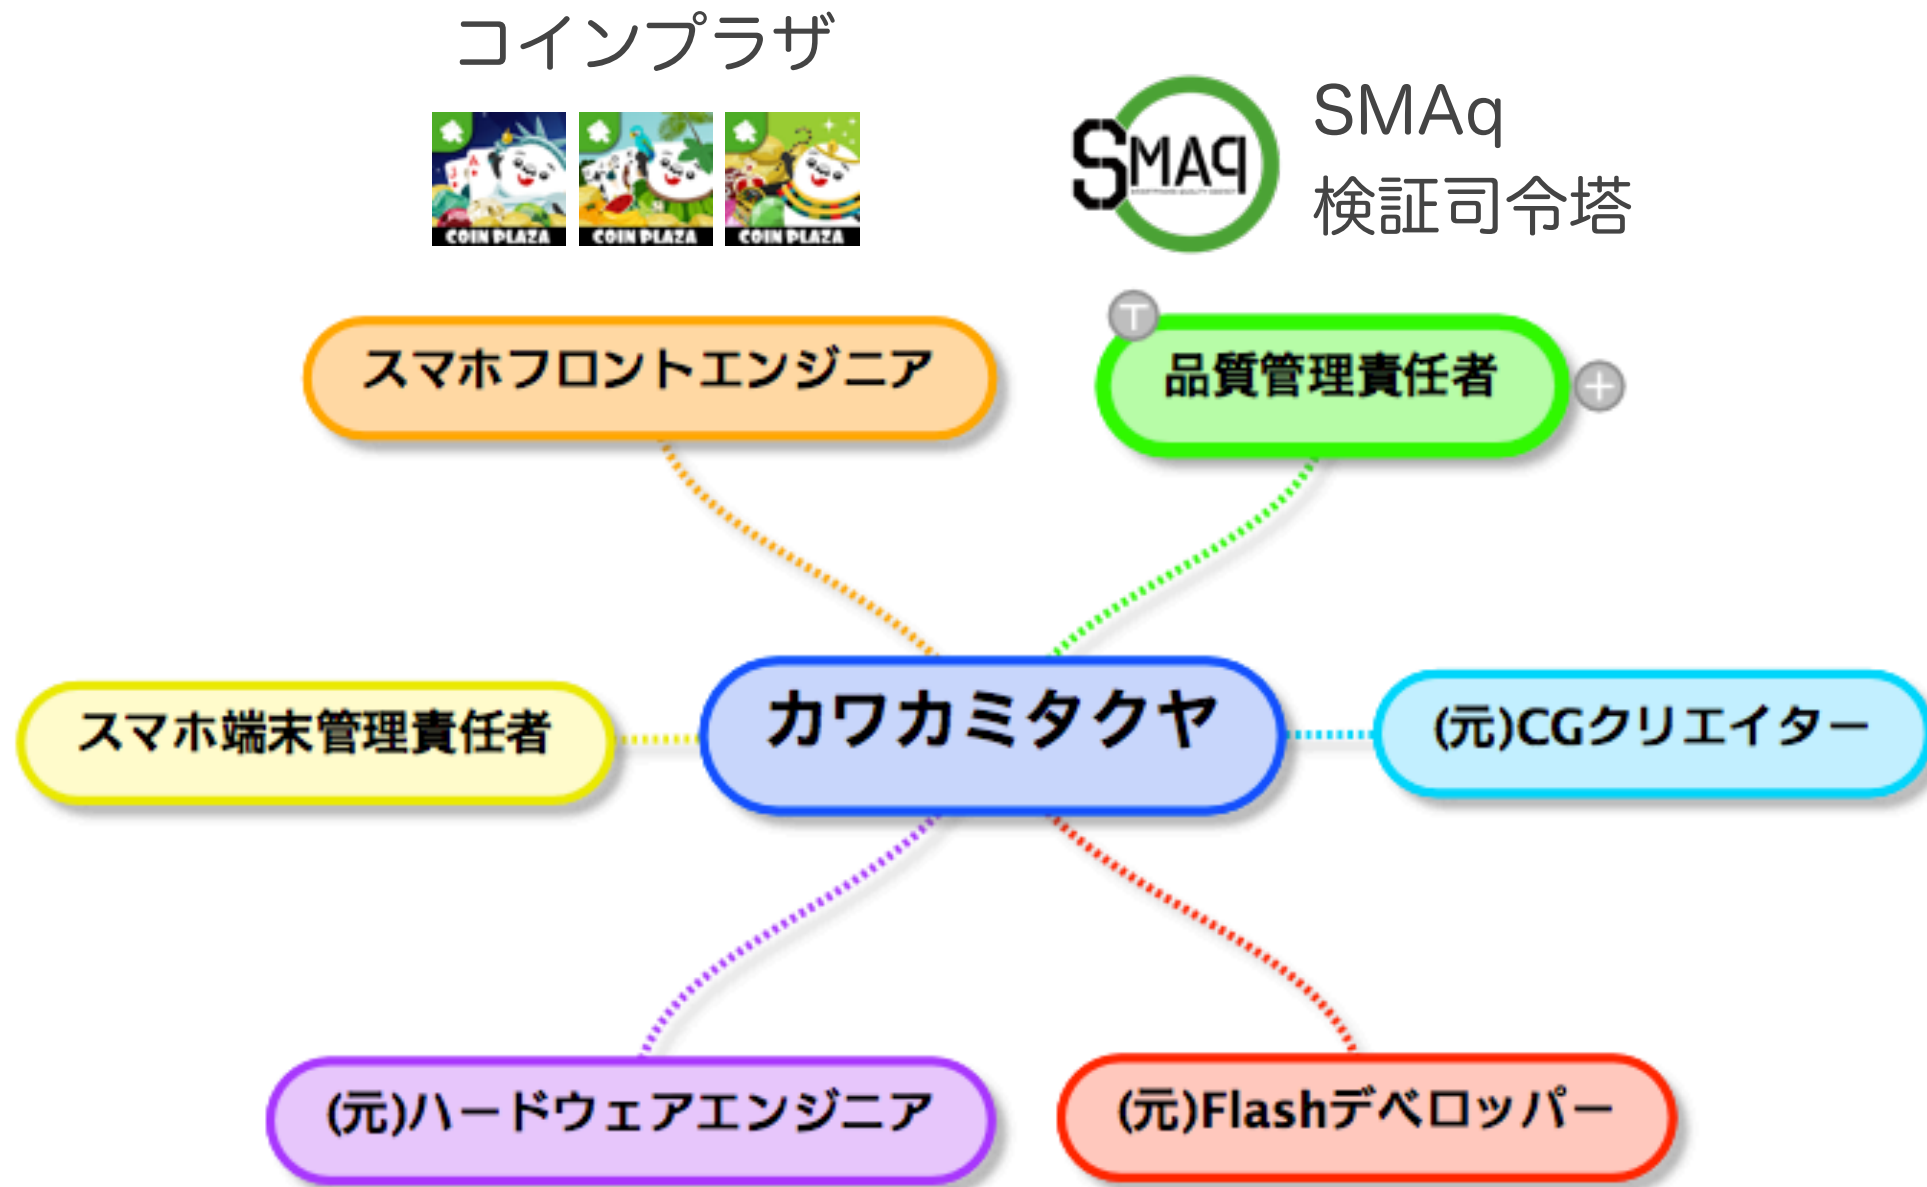 コインプラザ
COIN PLAZA
COIN PLAZA
COIN PLAZA
SMAq
SMAq
検証司令塔
スマホフロントエンジニア
品質管理責任者
スマホ端末管理責任者
カワカミタクヤ
(元)CGクリエイター
(元)ハードウェアエンジニア
(元)Flashデベロッパー